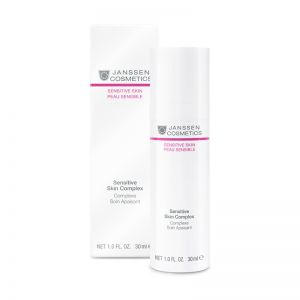 JANSSEN
COSMETICS
SENSITIVE SKIN
PEAU SENSIBLE
Sensitive
Skin Complex
Complexe
Soin Apaisant
NET 1.0 FL. OZ. 30ml e
JANSSEN
COSMETICS
SENSITIVE SKIN
PEAU SENSIBLE
Sensitive
Skin Complex
Complexe
Soin Apaisant
NET 1.0 FL. OZ. 30ml e